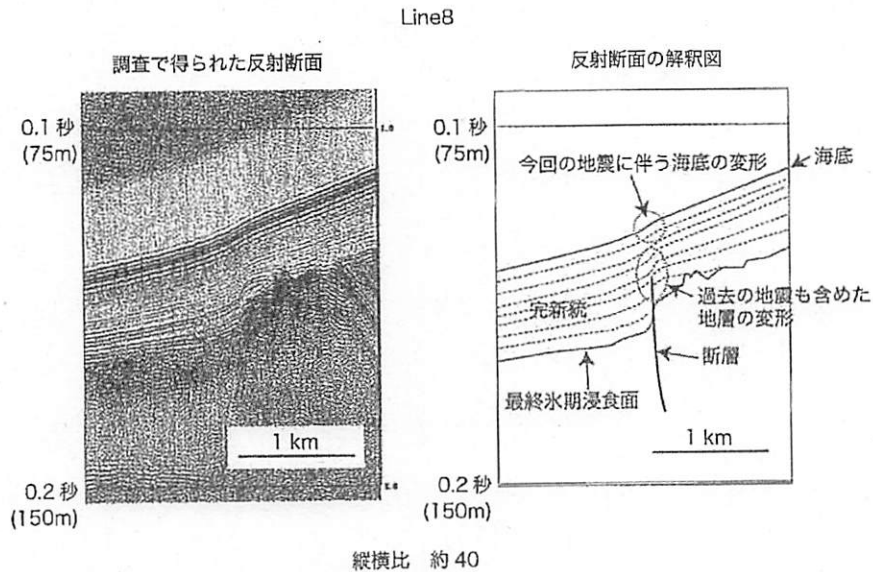 Line8
調査で得られた反射断面
反射断面の解釈図
0.1 秒
(75m)
0.2 秒
(150m)
1 km
0.1 秒
(75m)
今回の地震に伴う海底の変形
海底
過去の地震も含めた
地層の変形
完新統
断層
最終氷期浸食面
1 km
0.2 秒
(150m)
縦横比 約 40